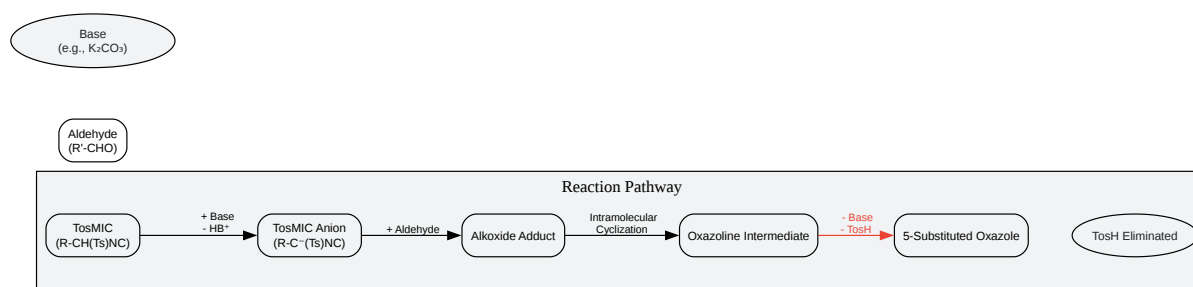 Base
(e.g., K₂CO₃)
Aldehyde
(R'-CHO)
Reaction Pathway
TosMIC
(R-CH(Ts)NC)
+ Base
- HB⁺
TosMIC Anion
(R-C⁻(Ts)NC)
+ Aldehyde
Alkoxide Adduct
Intramolecular
Cyclization
Oxazoline Intermediate
- Base
- TosH
5-Substituted Oxazole
TosH Eliminated